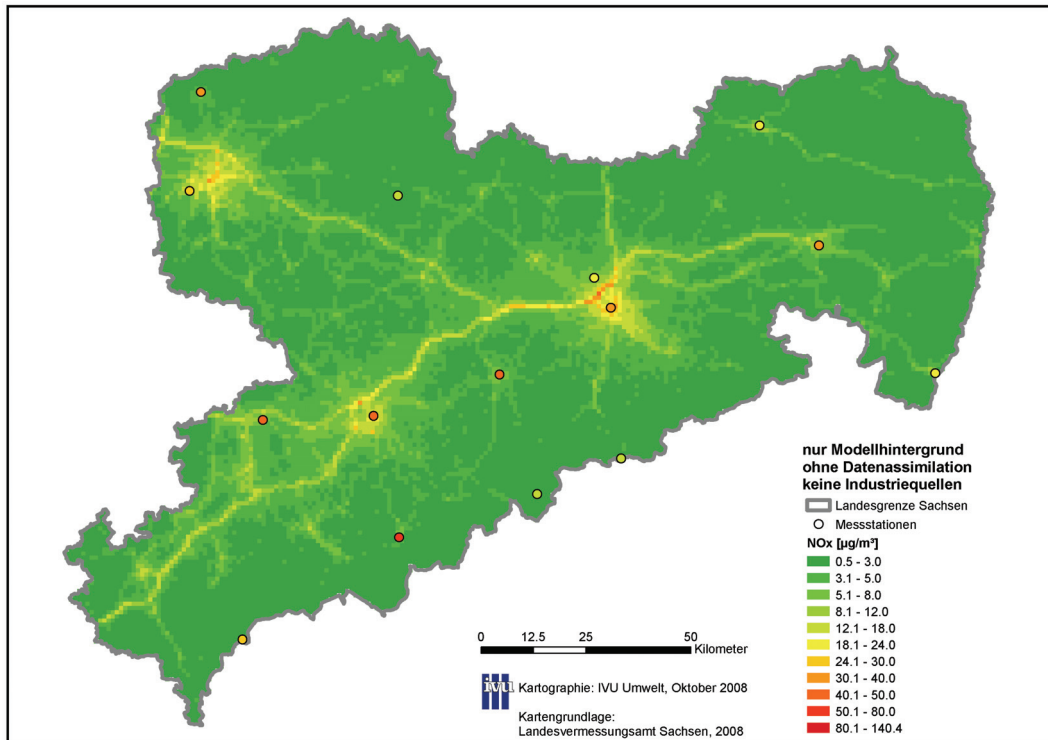 nur Modellhintergrund
ohne Datenassimilation
keine Industriequellen
Landesgrenze Sachsen
Messstationen
NOx [µg/m³]
0.5 - 3.0
3.1 - 5.0
5.1 - 8.0
8.1 - 12.0
12.1 - 18.0
18.1 - 24.0
24.1 - 30.0
30.1 - 40.0
40.1 - 50.0
50.1 - 80.0
80.1 - 140.4
0 12.5 25 50
Kilometer
ivu
Kartographie: IVU Umwelt, Oktober 2008
Kartengrundlage:
Landesvermessungsamt Sachsen, 2008